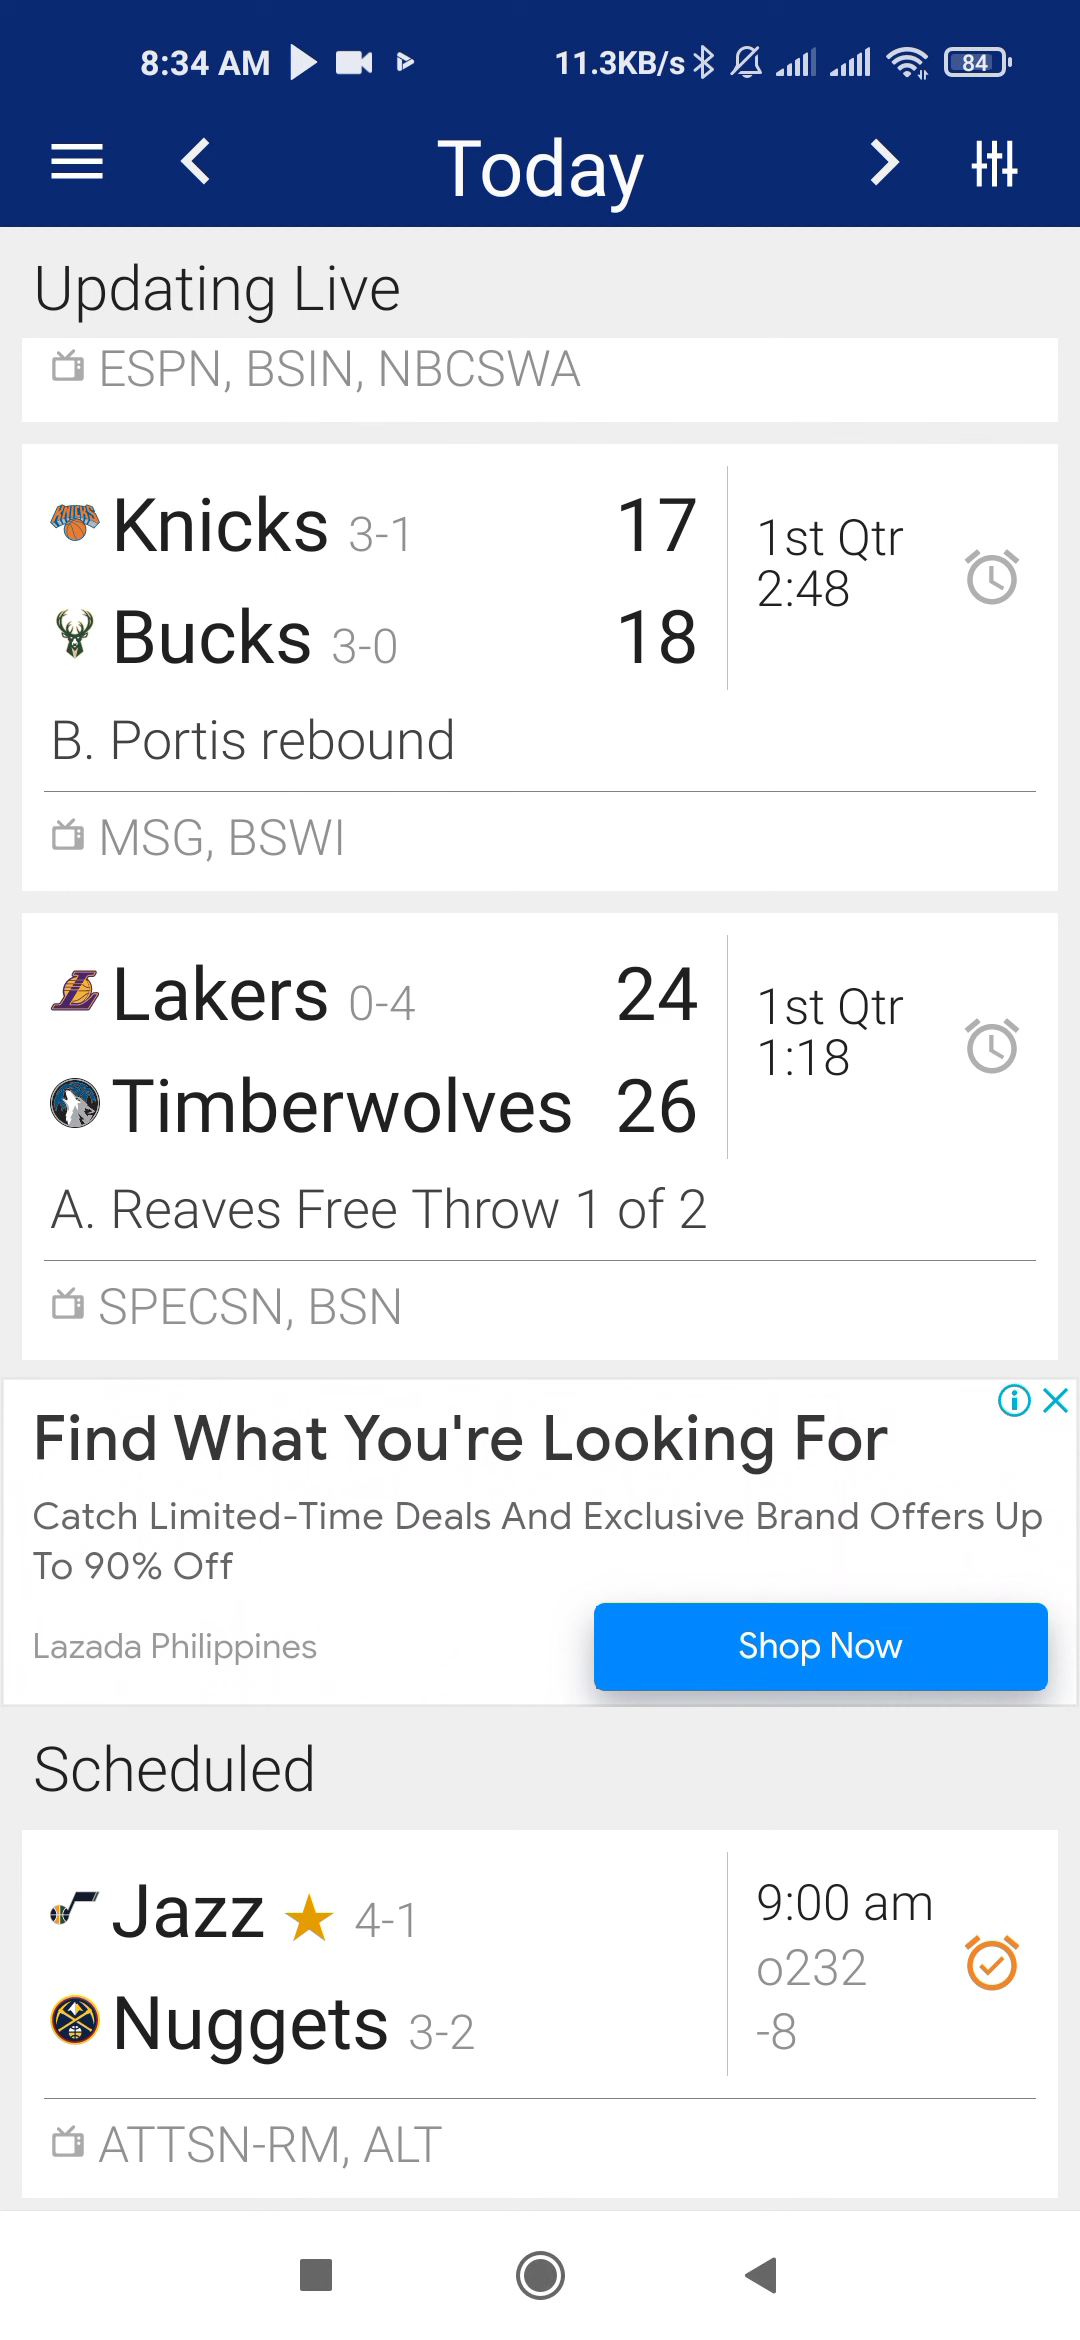 8:34 AM 11.3KB/s 84
Today
Updating Live
ESPN, BSIN, NBCSWA
Knicks 3-1 17
1st Qtr
2:48
Bucks 3-0 18
B. Portis rebound
MSG, BSWI
Lakers 0-4 24
1st Qtr
1:18
Timberwolves 26
A. Reaves Free Throw 1 of 2
SPECSN, BSN
Find What You're Looking For
Catch Limited-Time Deals And Exclusive Brand Offers Up
To 90% Off
Lazada Philippines
Shop Now
Scheduled
Jazz 4-1
9:00 am
o232
Nuggets 3-2
-8
ATTSN-RM, ALT